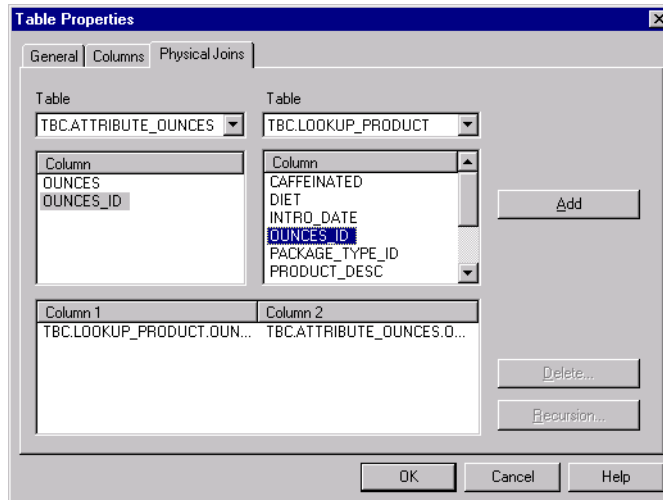 Table Properties
General Columns Physical Joins
Table Table
TBC.ATTRIBUTE_OUNCES TBC.LOOKUP_PRODUCT
Column Column
OUNCES CAFFEINATED
OUNCES_ID DIET
INTRO_DATE
OUNCES_ID
PACKAGE_TYPE_ID
PRODUCT_DESC
Add
Column 1 Column 2
TBC.LOOKUP_PRODUCT.OUN... TBC.ATTRIBUTE_OUNCES.O...
Delete...
Recursion...
OK Cancel Help